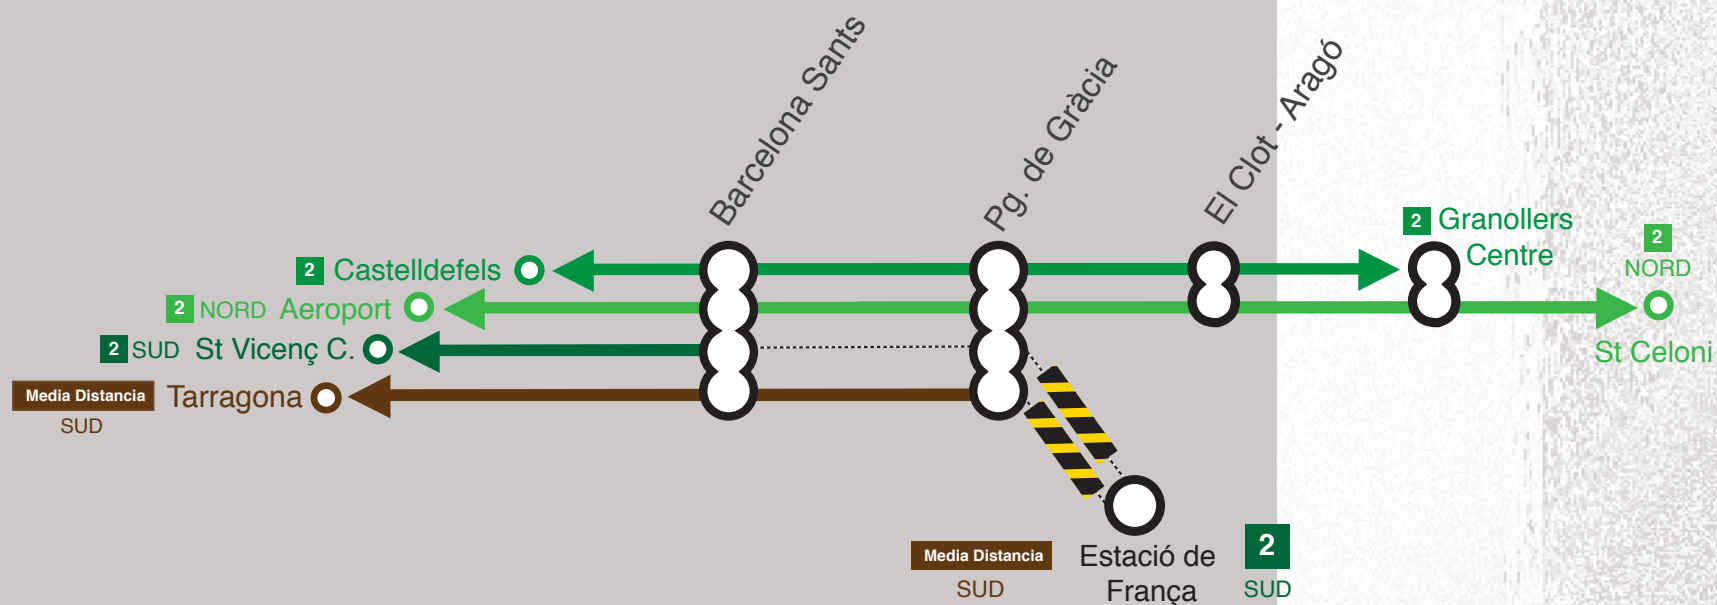 Barcelona Sants
Pg. de Gràcia
El Clot - Aragó
2 Granollers
Centre
2
NORD
St Celoni
2 Castelldefels
2 NORD Aeroport
2 SUD St Vicenç C.
Media Distancia Tarragona
SUD
Media Distancia
SUD
Estació de
França
2
SUD